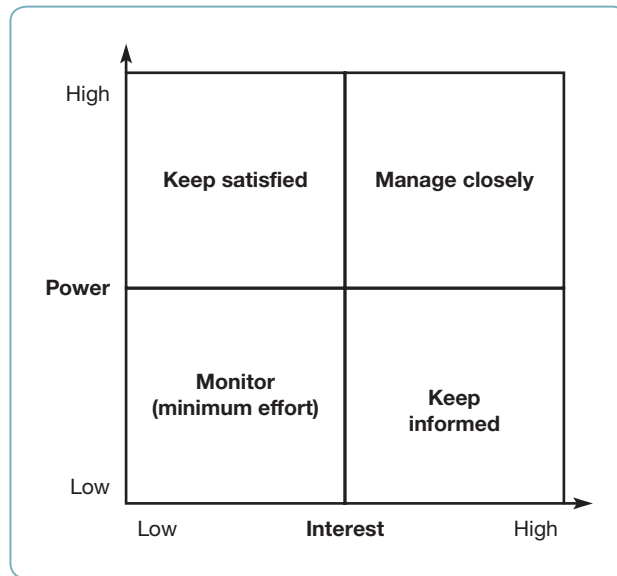 High
Keep satisfied
Manage closely
Power
Monitor
(minimum effort)
Keep
informed
Low
Low
Interest
High